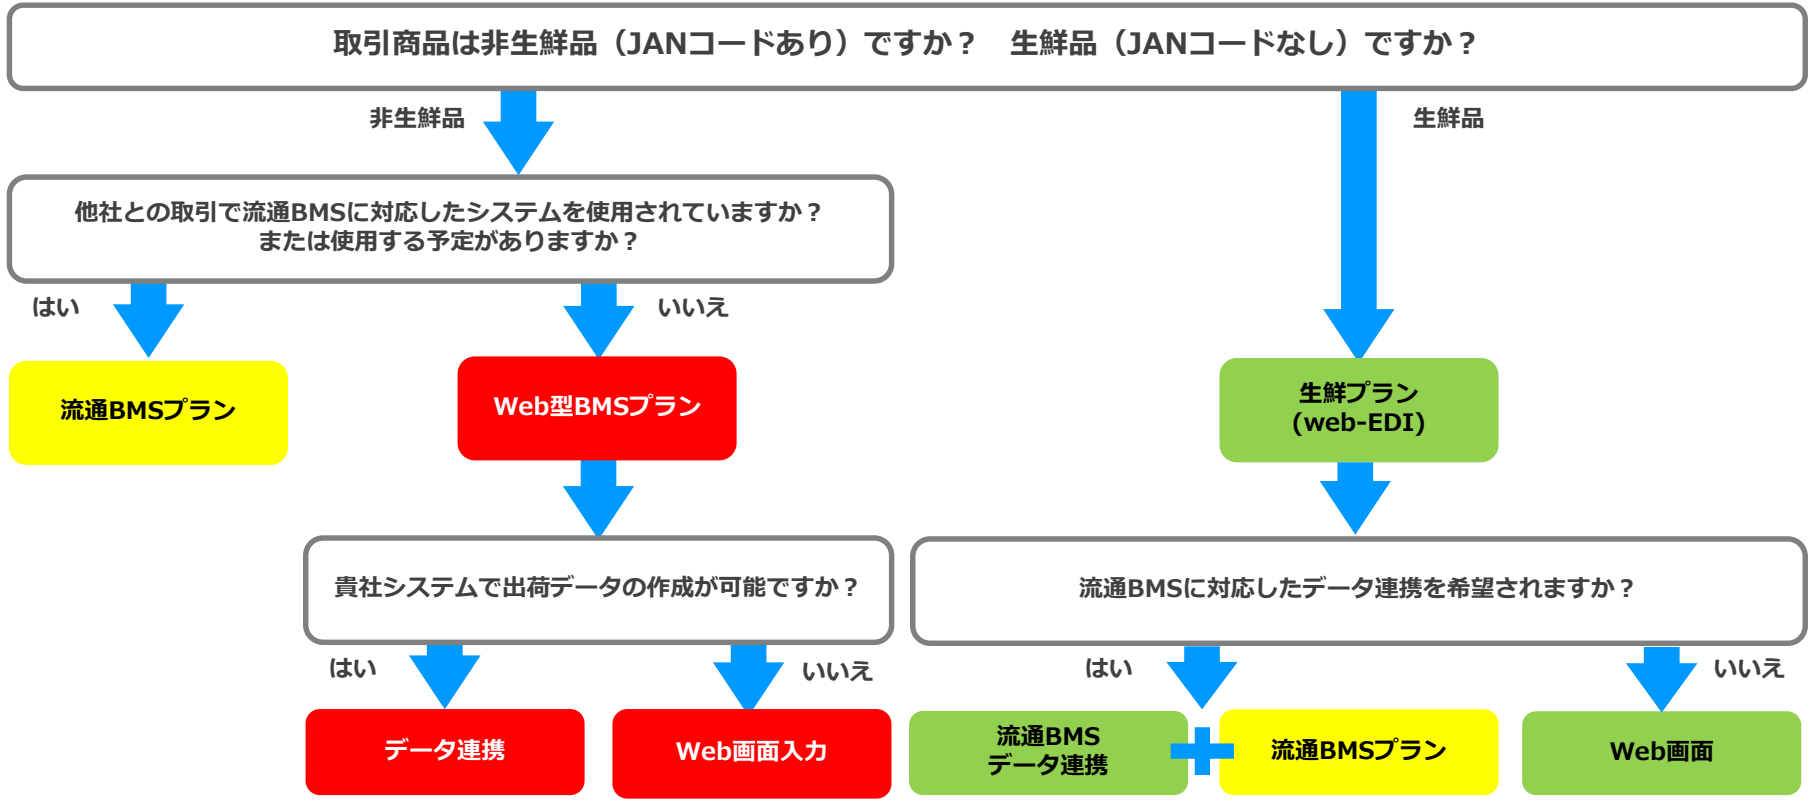 取引商品は非生鮮品（JANコードあり）ですか？　生鮮品（JANコードなし）ですか？
非生鮮品
生鮮品
他社との取引で流通BMSに対応したシステムを使用されていますか？
または使用する予定がありますか？
はい
いいえ
流通BMSプラン
Web型BMSプラン
生鮮プラン
(web-EDI)
貴社システムで出荷データの作成が可能ですか？
流通BMSに対応したデータ連携を希望されますか？
はい
いいえ
はい
いいえ
データ連携
Web画面入力
流通BMS
データ連携
流通BMSプラン
Web画面